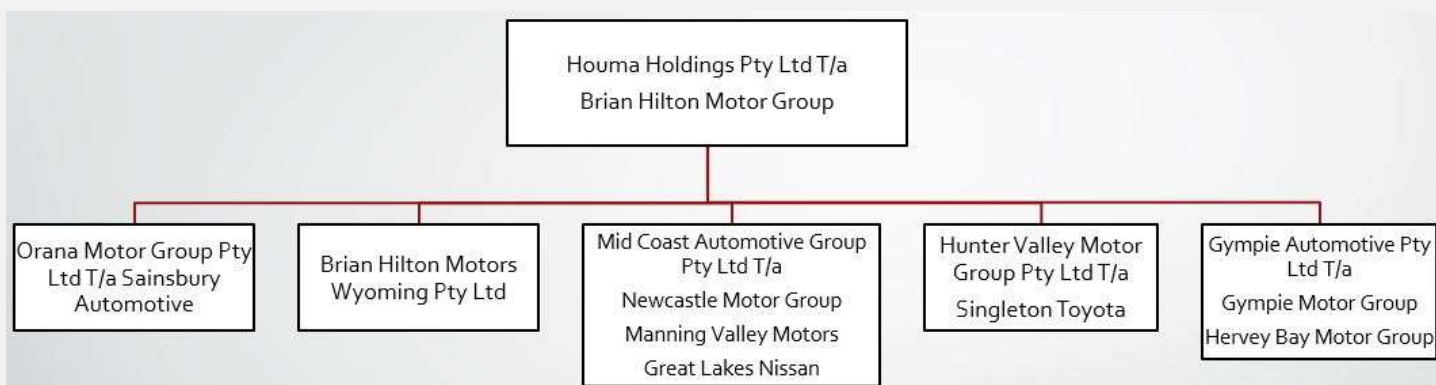 Houma Holdings Pty Ltd T/a
Brian Hilton Motor Group
Orana Motor Group Pty
Ltd T/a Sainsbury
Automotive
Brian Hilton Motors
Wyoming Pty Ltd
Mid Coast Automotive Group
Pty Ltd T/a
Newcastle Motor Group
Manning Valley Motors
Great Lakes Nissan
Hunter Valley Motor
Group Pty Ltd T/a
Singleton Toyota
Gympie Automotive Pty
Ltd T/a
Gympie Motor Group
Hervey Bay Motor Group